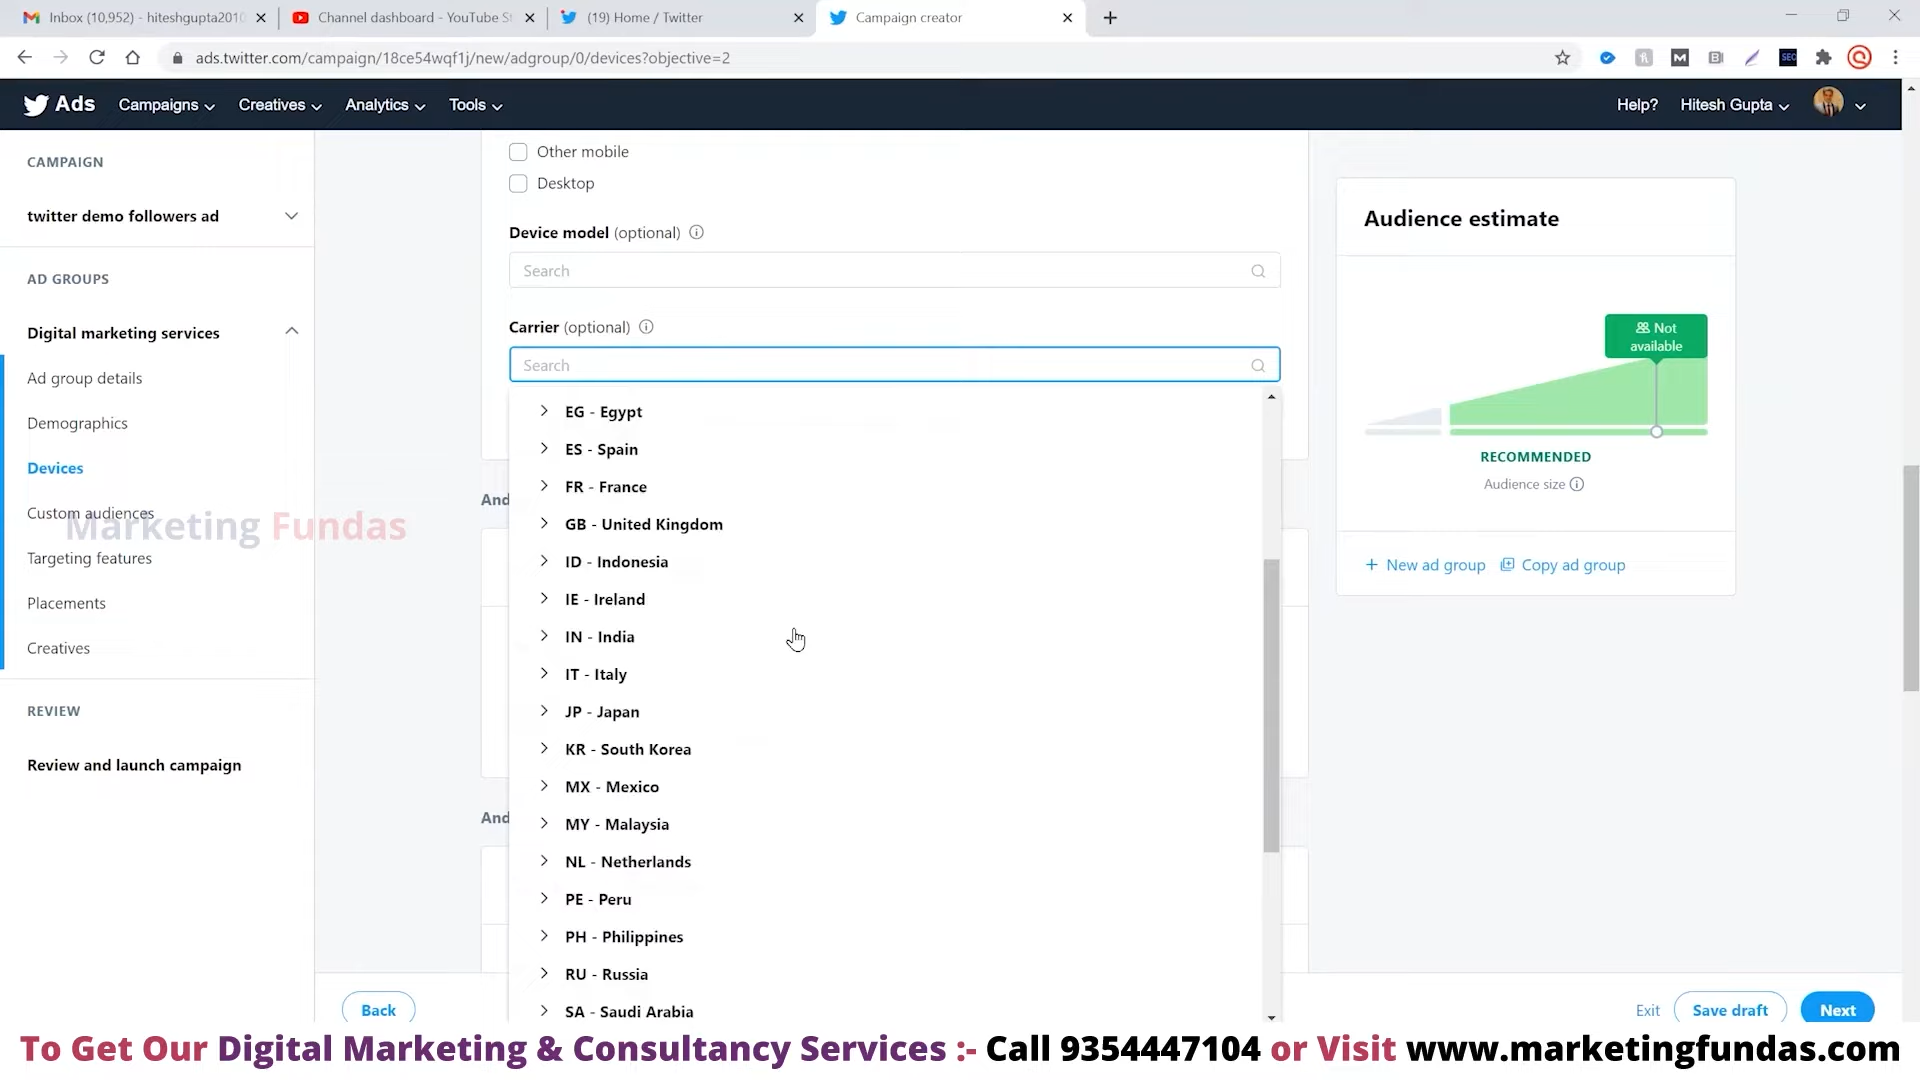 Inbox (10,952) - hiteshgupta2010
Channel dashboard - YouTube St
(19) Home / Twitter
Campaign creator
ads.twitter.com/campaign/18ce54wqf1j/new/adgroup/0/devices?objective=2
Ads
Campaigns
Creatives
Analytics
Tools
Help?
Hitesh Gupta
CAMPAIGN
twitter demo followers ad
AD GROUPS
Digital marketing services
Ad group details
Demographics
Devices
Custom audiences
Targeting features
Placements
Creatives
REVIEW
Review and launch campaign
Marketing Fundas
Other mobile
Desktop
Device model (optional)
Search
Carrier (optional)
Search
EG - Egypt
ES - Spain
FR - France
GB - United Kingdom
ID - Indonesia
IE - Ireland
IN - India
IT - Italy
JP - Japan
KR - South Korea
MX - Mexico
MY - Malaysia
NL - Netherlands
PE - Peru
PH - Philippines
RU - Russia
SA - Saudi Arabia
And
And
Audience estimate
Not
available
RECOMMENDED
Audience size
New ad group
Copy ad group
Back
Exit
Save draft
Next
To Get Our Digital Marketing & Consultancy Services :- Call 9354447104 or Visit www.marketingfundas.com